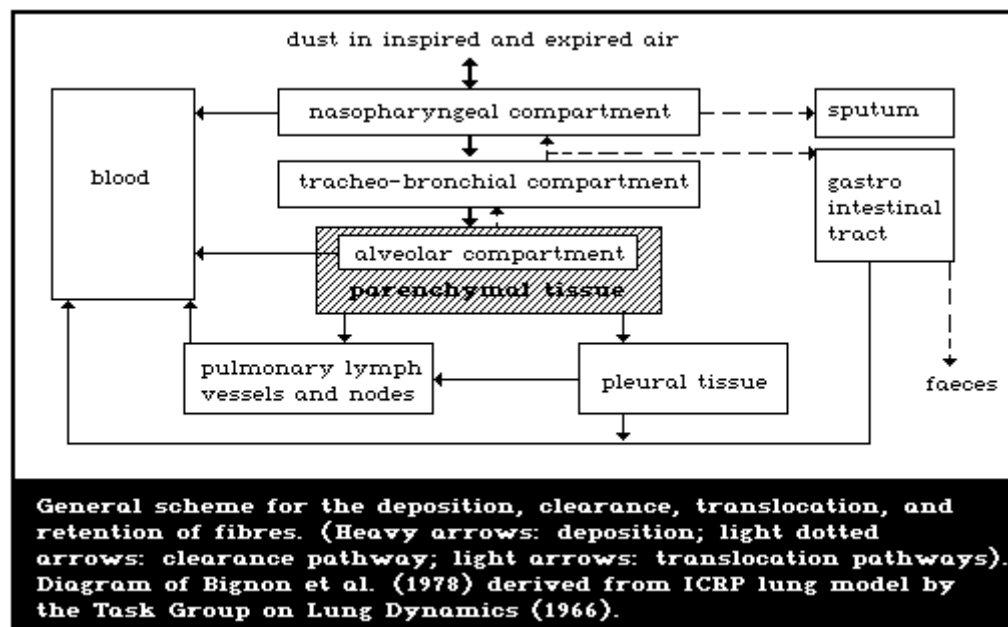 dust in inspired and expired air
nasopharyngeal compartment
sputum
blood
tracheo-bronchial compartment
gastro
intestinal
tract
alveolar compartment
parenchymal tissue
pulmonary lymph
vessels and nodes
pleural tissue
faeces
General scheme for the deposition, clearance, translocation, and
retention of fibres. (Heavy arrows: deposition; light dotted
arrows: clearance pathway; light arrows: translocation pathways).
Diagram of Bignon et al. (1978) derived from ICRP lung model by
the Task Group on Lung Dynamics (1966).